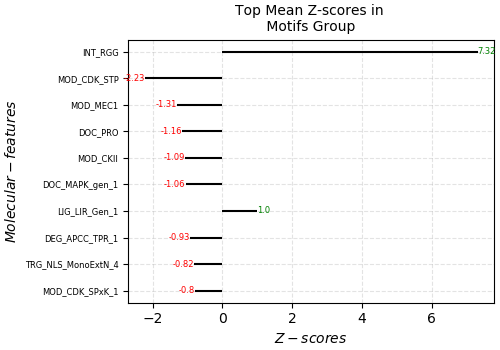 Top Mean Z-scores in
Motifs Group
INT_RGG 7.32
MOD_CDK_STP -2.23
MOD_MEC1 -1.31
DOC_PRO -1.16
MOD_CKII -1.09
DOC_MAPK_gen_1 -1.06
LIG_LIR_Gen_1 1.0
DEG_APCC_TPR_1 -0.93
TRG_NLS_MonoExtN_4 -0.82
MOD_CDK_SPxK_1 -0.8
Molecular − features
−2 0 2 4 6
Z − scores